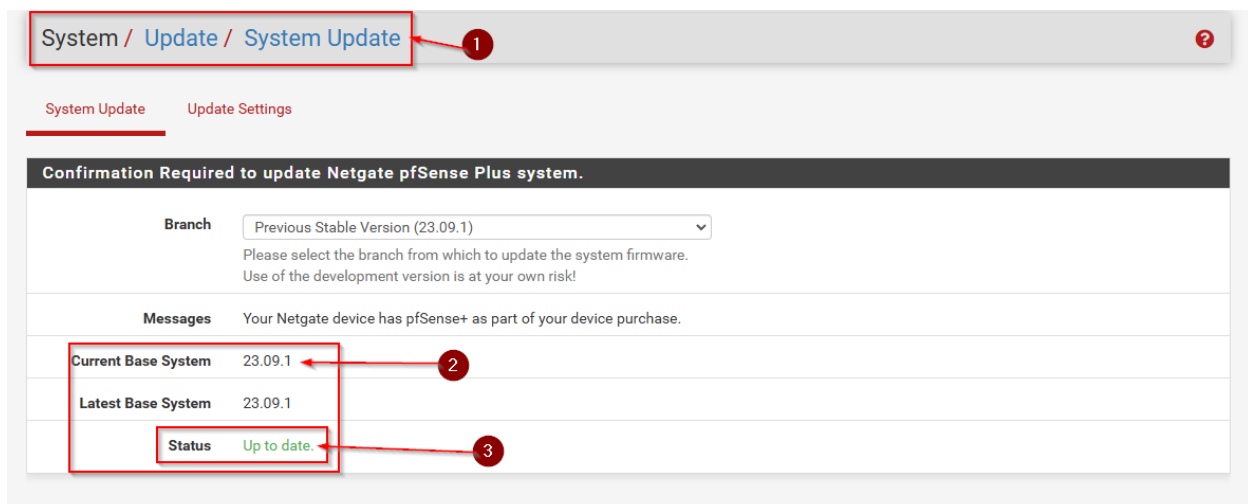 System / Update / System Update
1
?
System Update Update Settings
Confirmation Required to update Netgate pfSense Plus system.
Branch Previous Stable Version (23.09.1)
Please select the branch from which to update the system firmware.
Use of the development version is at your own risk!
Messages Your Netgate device has pfSense+ as part of your device purchase.
Current Base System 23.09.1
2
Latest Base System 23.09.1
Status Up to date.
3